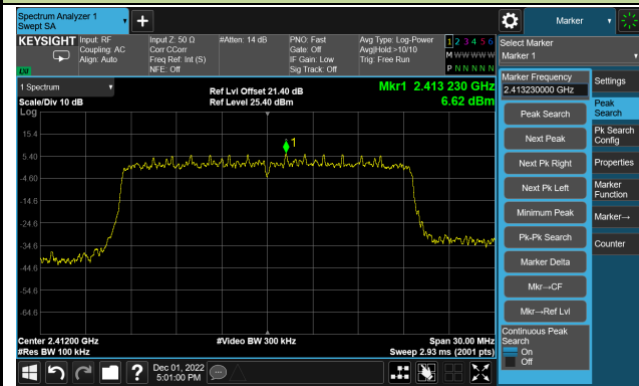 Spectrum Analyzer 1
Swept SA
+
Marker
KEYSIGHT
Input: RF
Coupling: AC
Align: Auto
Input Z: 50 Ω
Corr CCorr
Freq Ref: Int (S)
NFE: Off
#Atten: 14 dB
PNO: Fast
Gate: Off
IF Gain: Low
Sig Track: Off
Avg Type: Log-Power
Avg|Hold:>10/10
Trig: Free Run
1 2 3 4 5 6
M W W W W W
P N N N N N
Select Marker
Marker 1
1 Spectrum
Scale/Div 10 dB
Log
Ref Lvl Offset 21.40 dB
Ref Level 25.40 dBm
Mkr1 2.413 230 GHz
6.62 dBm
Marker Frequency
2.413230000 GHz
Settings
Peak Search
Next Peak
Next Pk Right
Next Pk Left
Minimum Peak
Pk-Pk Search
Marker Delta
Mkr→CF
Mkr→Ref Lvl
Continuous Peak
Search
On
Off
Peak
Search
Pk Search
Config
Properties
Marker
Function
Marker→
Counter
15.4
5.40
-4.60
-14.6
-24.6
-34.6
-44.6
-54.6
-64.6
1
Center 2.41200 GHz
#Res BW 100 kHz
#Video BW 300 kHz
Span 30.00 MHz
Sweep 2.93 ms (2001 pts)
?
Dec 01, 2022
5:01:00 PM